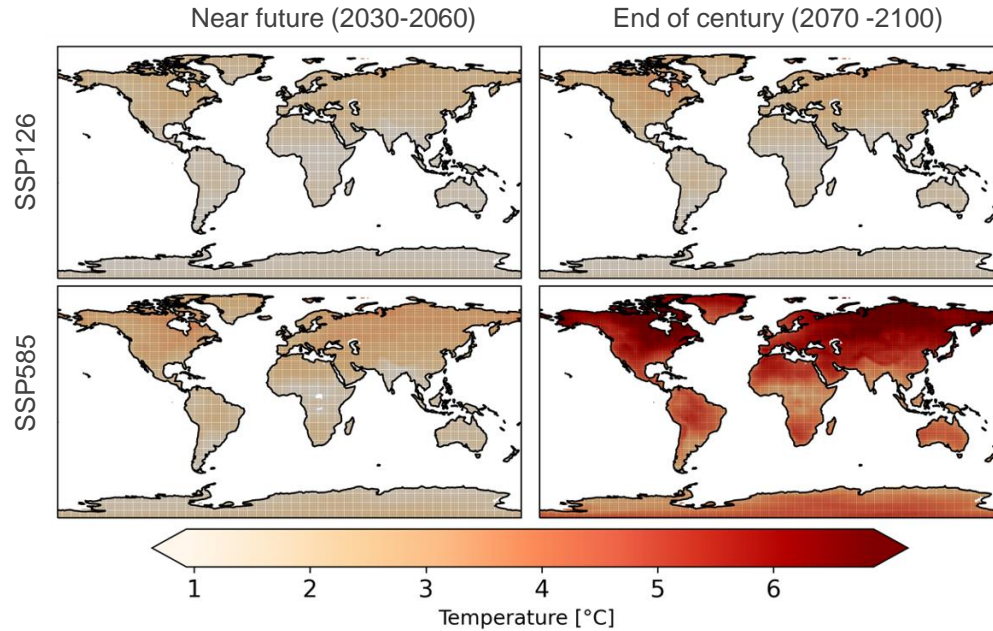 Near future (2030-2060)
End of century (2070 -2100)
SSP126
SSP585
1 2 3 4 5 6
Temperature [°C]